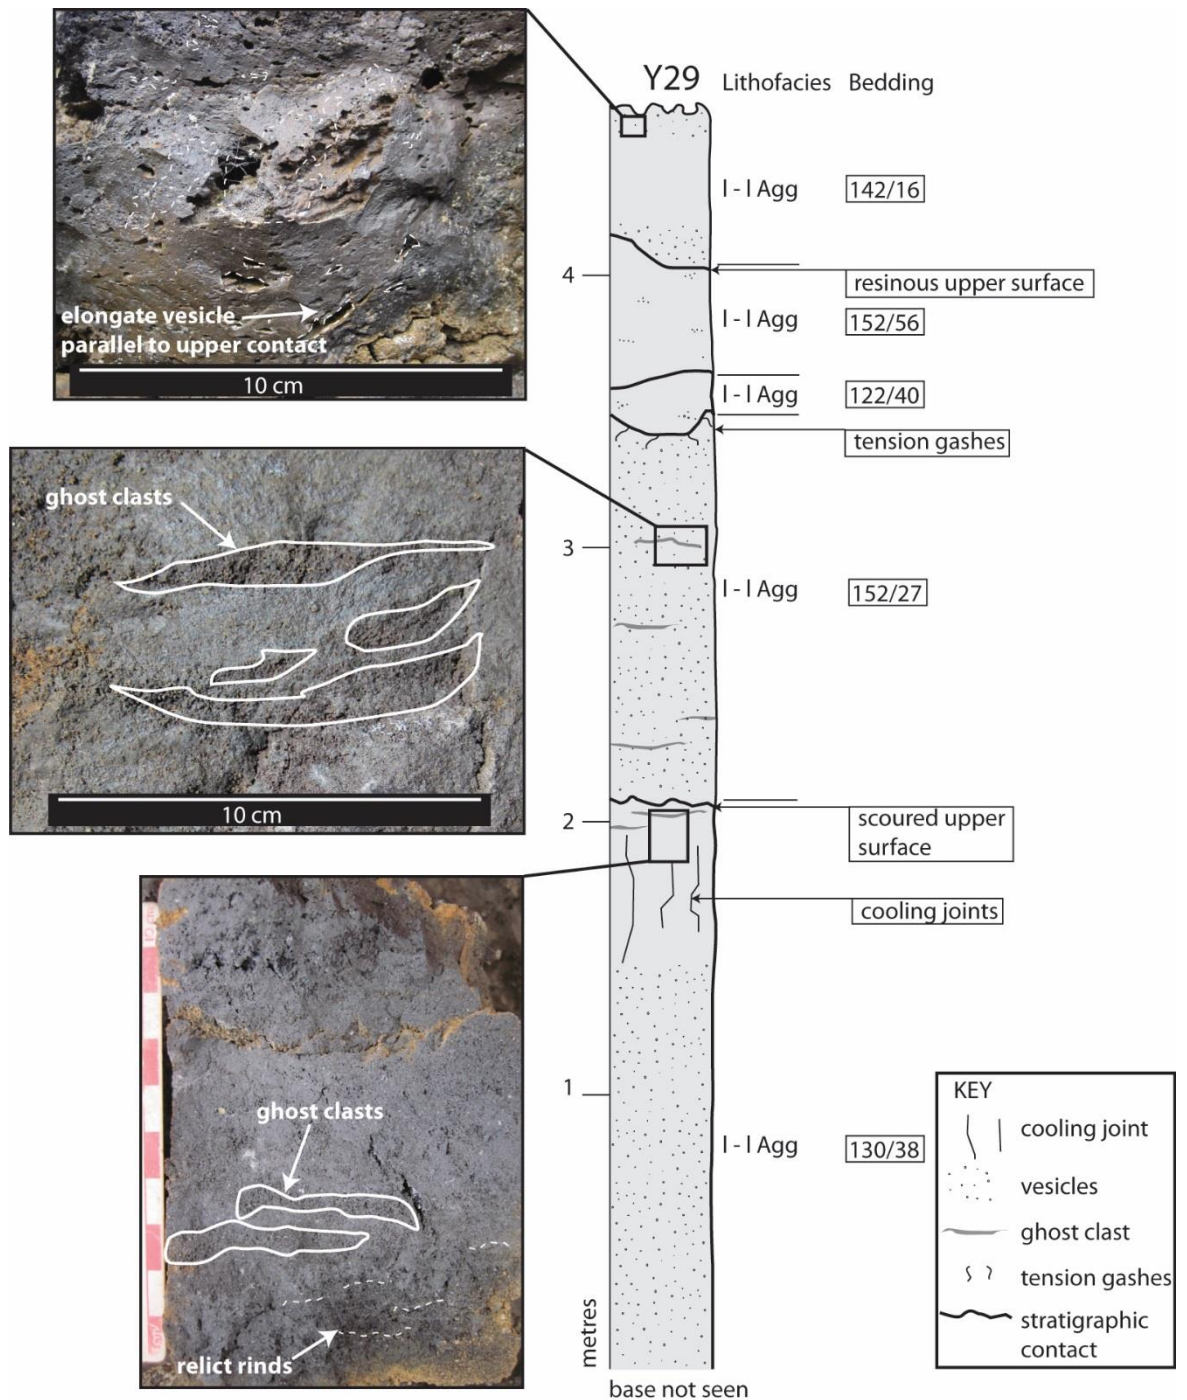 Y29
Lithofacies
Bedding
I - I Agg
142/16
4
resinous upper surface
I - I Agg
152/56
I - I Agg
122/40
tension gashes
3
I - I Agg
152/27
2
scoured upper
surface
cooling joints
1
I - I Agg
130/38
metres
base not seen
elongate vesicle
parallel to upper contact
10 cm
ghost clasts
10 cm
ghost clasts
relict rinds
KEY
cooling joint
vesicles
ghost clast
tension gashes
stratigraphic
contact